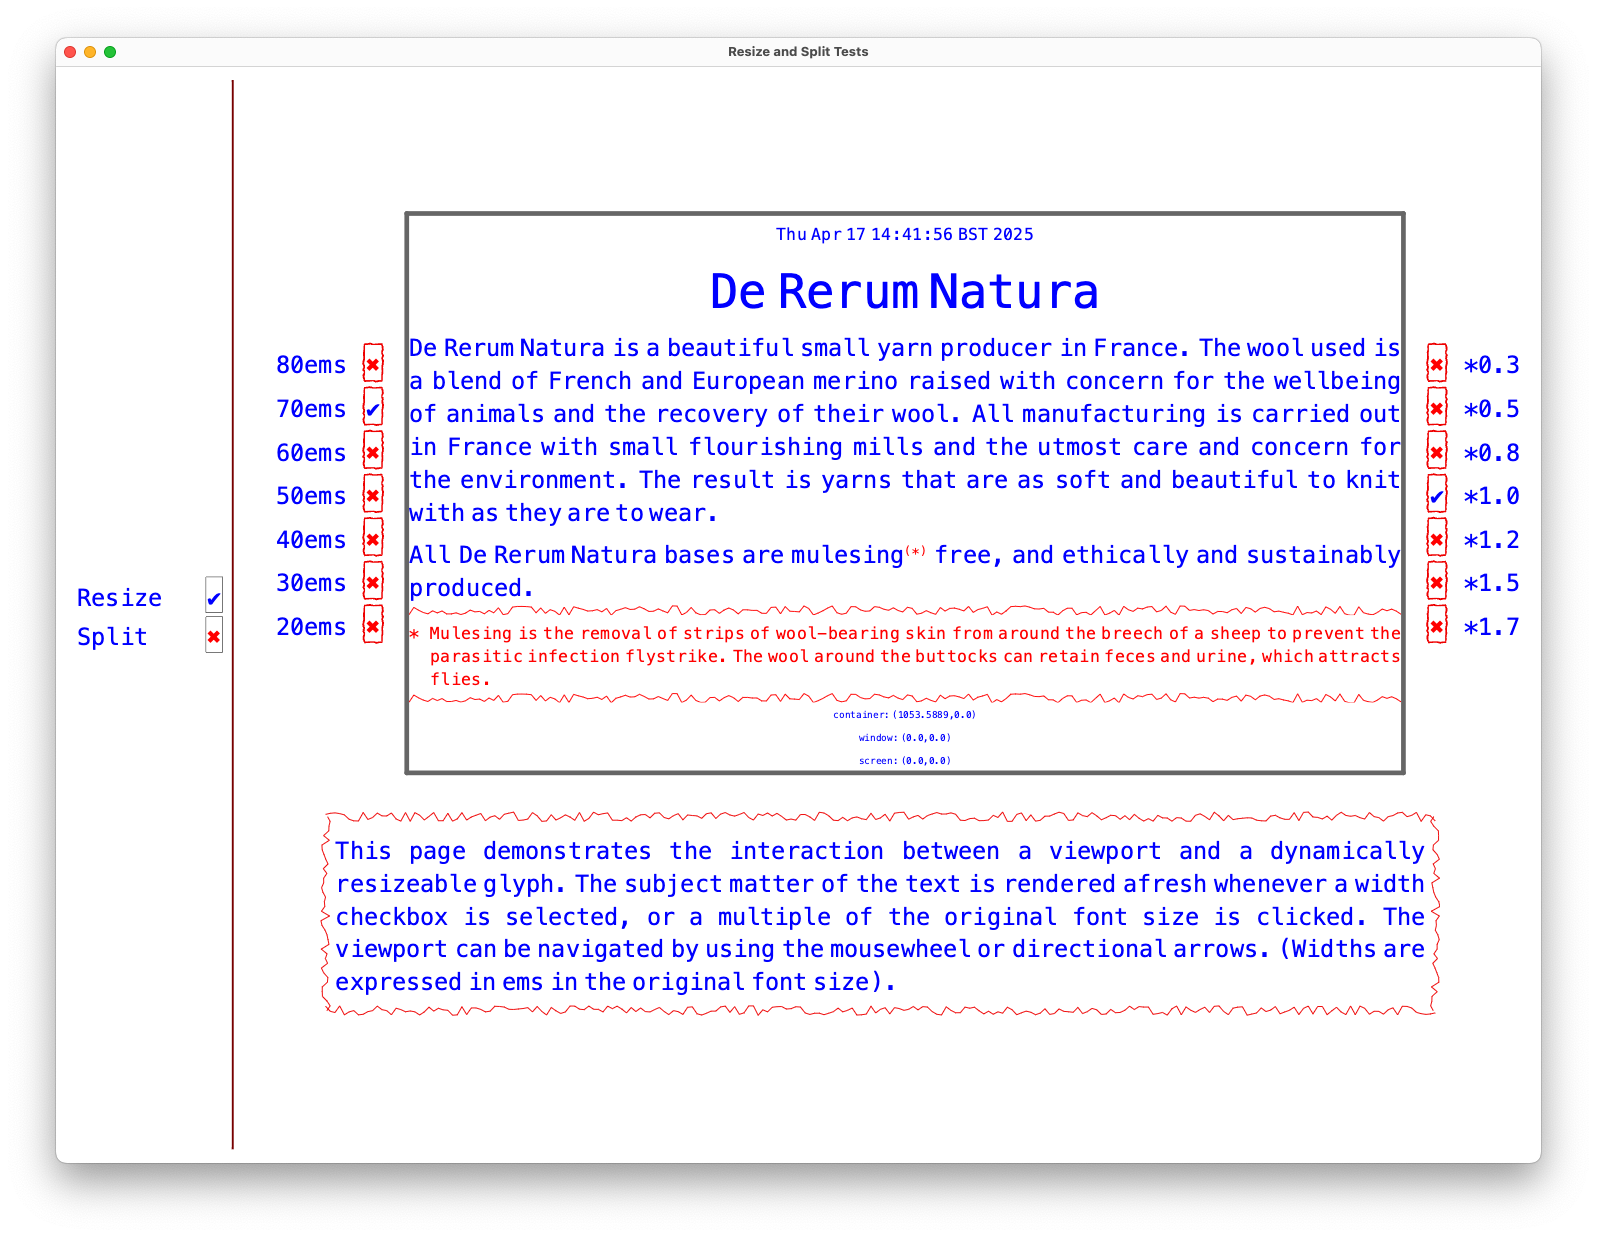 Resize and Split Tests
Resize ✔
Split ✖
80ems ✖
70ems ✔
60ems ✖
50ems ✖
40ems ✖
30ems ✖
20ems ✖
Thu Apr 17 14:41:56 BST 2025
De Rerum Natura
De Rerum Natura is a beautiful small yarn producer in France. The wool used is
a blend of French and European merino raised with concern for the wellbeing
of animals and the recovery of their wool. All manufacturing is carried out
in France with small flourishing mills and the utmost care and concern for
the environment. The result is yarns that are as soft and beautiful to knit
with as they are to wear.
All De Rerum Natura bases are mulesing(*) free, and ethically and sustainably
produced.
* Mulesing is the removal of strips of wool-bearing skin from around the breech of a sheep to prevent the
parasitic infection flystrike. The wool around the buttocks can retain feces and urine, which attracts
flies.
container: (1053.5889,0.0)
window: (0.0,0.0)
screen: (0.0,0.0)
✖ *0.3
✖ *0.5
✖ *0.8
✔ *1.0
✖ *1.2
✖ *1.5
✖ *1.7
This page demonstrates the interaction between a viewport and a dynamically
resizeable glyph. The subject matter of the text is rendered afresh whenever a width
checkbox is selected, or a multiple of the original font size is clicked. The
viewport can be navigated by using the mousewheel or directional arrows. (Widths are
expressed in ems in the original font size).